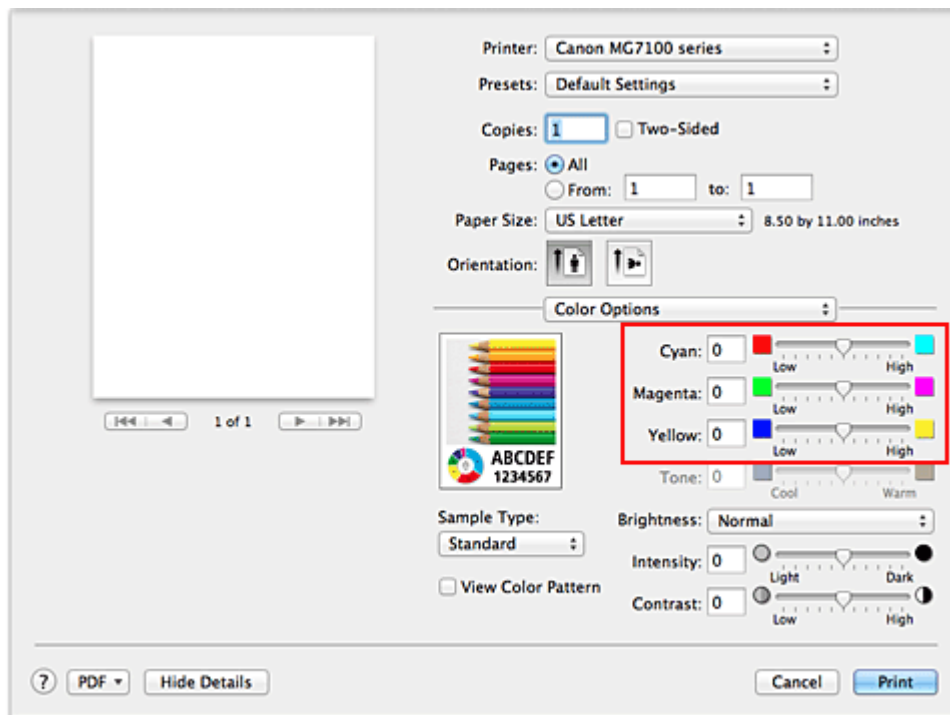 Printer: Canon MG7100 series
Presets: Default Settings
Copies: 1 Two-Sided
Pages: All
From: 1 to: 1
Paper Size: US Letter 8.50 by 11.00 inches
Orientation:
Color Options
Cyan: 0
Low High
Magenta: 0
Low High
Yellow: 0
Low High
Tone: 0
Cool Warm
1 of 1
ABCDEF
1234567
Sample Type:
Standard
View Color Pattern
Brightness: Normal
Intensity: 0
Light Dark
Contrast: 0
Low High
? PDF Hide Details Cancel Print